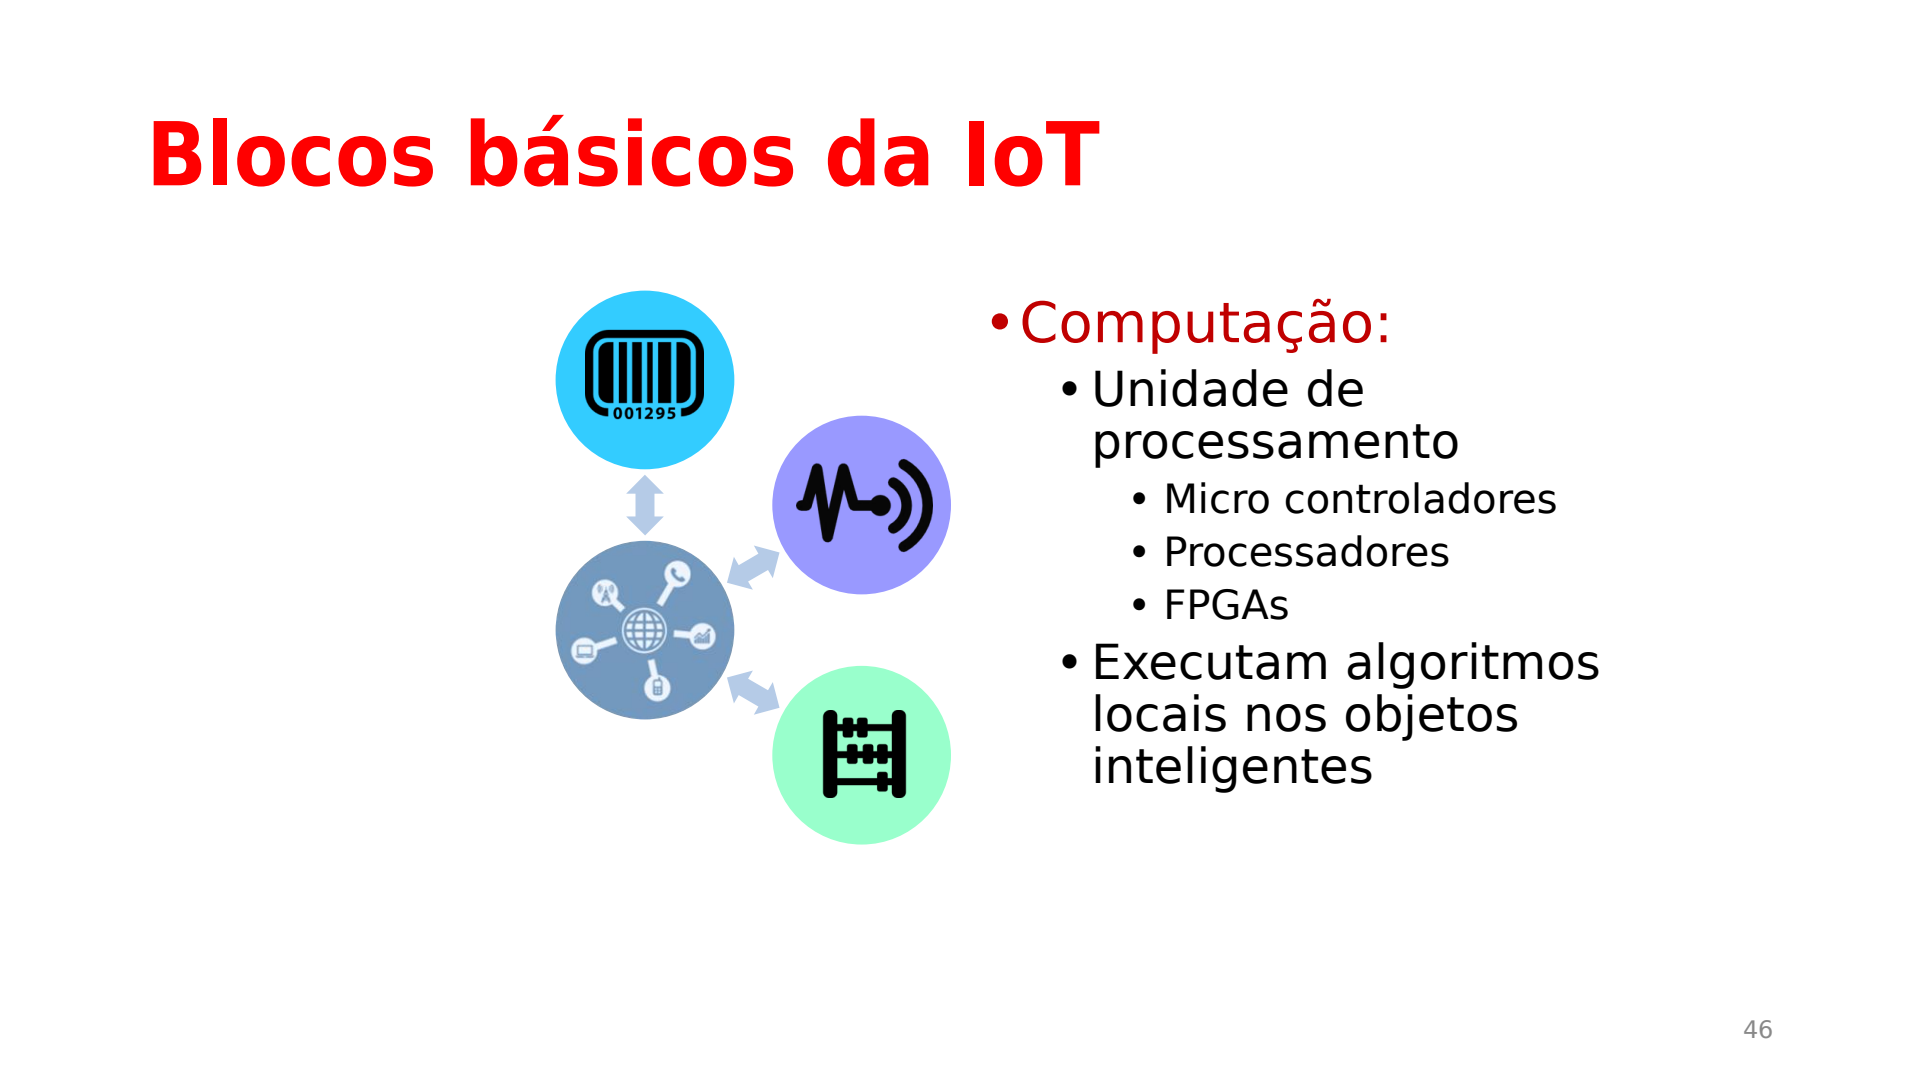 Blocos básicos da IoT
001295
• Computação:
• Unidade de
processamento
• Micro controladores
• Processadores
• FPGAs
• Executam algoritmos
locais nos objetos
inteligentes
46